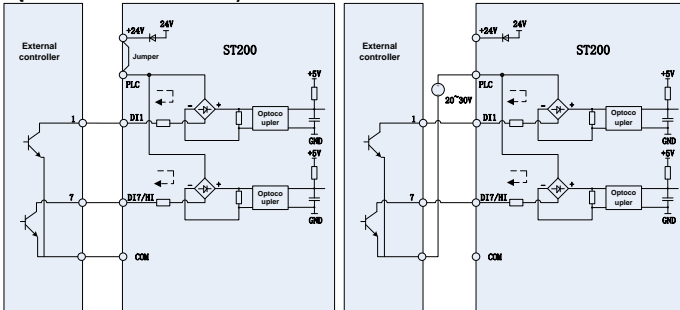 +24V 24V
External controller
Jumper
ST200
PLC
+5V
1
DI1
- +
Optoco upler
GND
+5V
7
DI7/HI
- +
Optoco upler
GND
COM
+24V 24V
External controller
ST200
PLC
20~30V
+5V
1
DI1
- +
Optoco upler
GND
+5V
7
DI7/HI
- +
Optoco upler
GND
COM